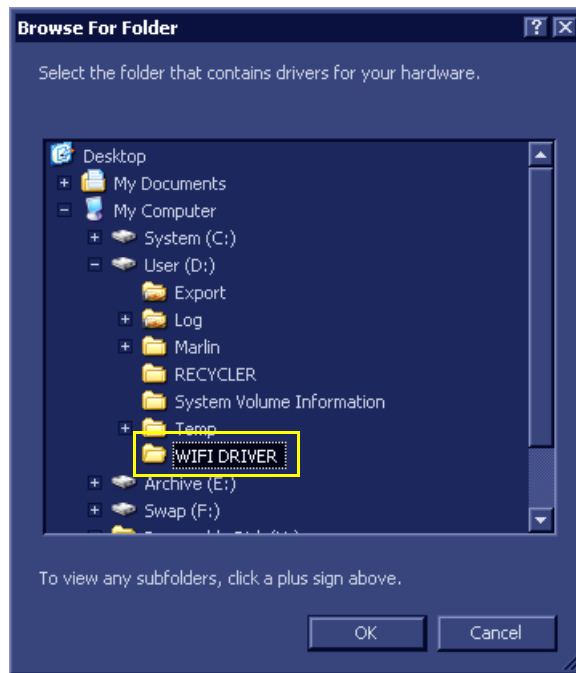 Browse For Folder
Select the folder that contains drivers for your hardware.
Desktop
My Documents
My Computer
System (C:)
User (D:)
Export
Log
Marlin
RECYCLER
System Volume Information
Temp
WIFI DRIVER
Archive (E:)
Swap (F:)
To view any subfolders, click a plus sign above.
OK Cancel